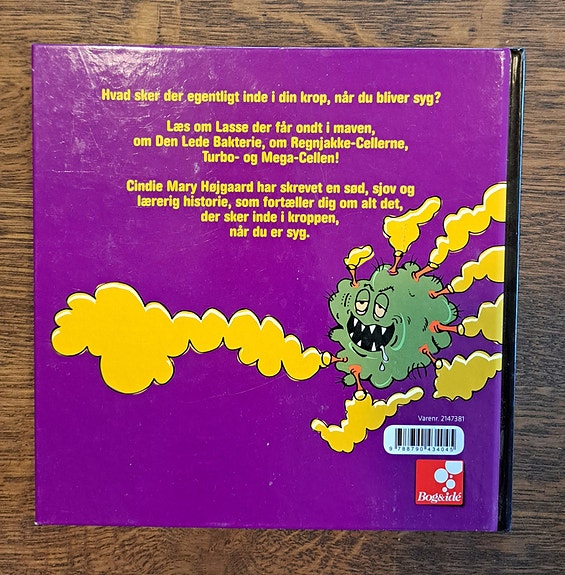 Hvad sker der egentligt inde i din krop, når du bliver syg?
Læs om Lasse der får ondt i maven,
om Den Lede Bakterie, om Regnjakke-Cellerne,
Turbo- og Mega-Cellen!
Cindie Mary Højgaard har skrevet en sød, sjov og
lærerig historie, som fortæller dig om alt det,
der sker inde i kroppen,
når du er syg.
Varenr. 2147381
9 788790 434045
Bog&idé